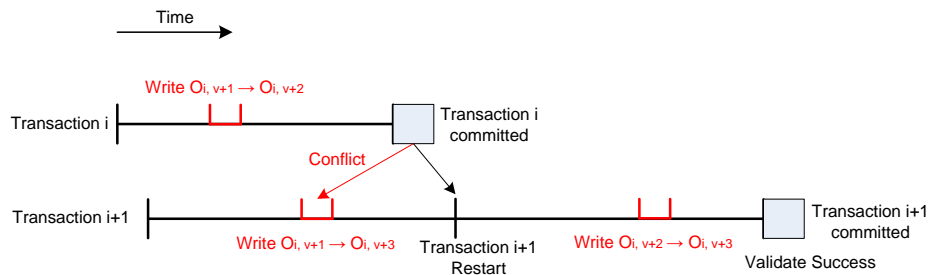 Time
Write Oi, v+1 → Oi, v+2
Transaction i
Transaction i
committed
Conflict
Transaction i+1
Write Oi, v+1 → Oi, v+3
Transaction i+1
Restart
Write Oi, v+2 → Oi, v+3
Transaction i+1
committed
Validate Success